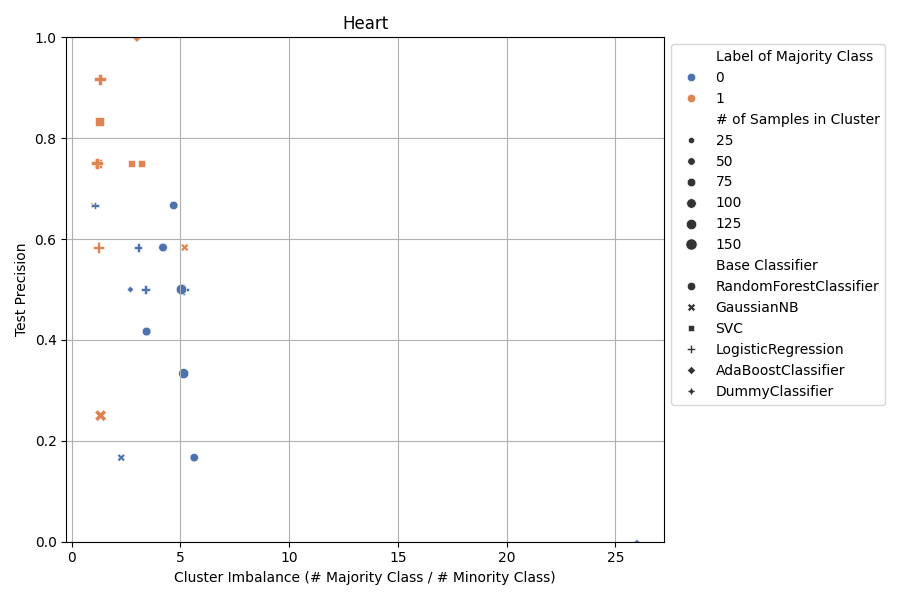 Heart
Test Precision
1.0
0.8
0.6
0.4
0.2
0.0
0
5
10
15
20
25
Cluster Imbalance (# Majority Class / # Minority Class)
Label of Majority Class
0
1
# of Samples in Cluster
25
50
75
100
125
150
Base Classifier
RandomForestClassifier
GaussianNB
SVC
LogisticRegression
AdaBoostClassifier
DummyClassifier